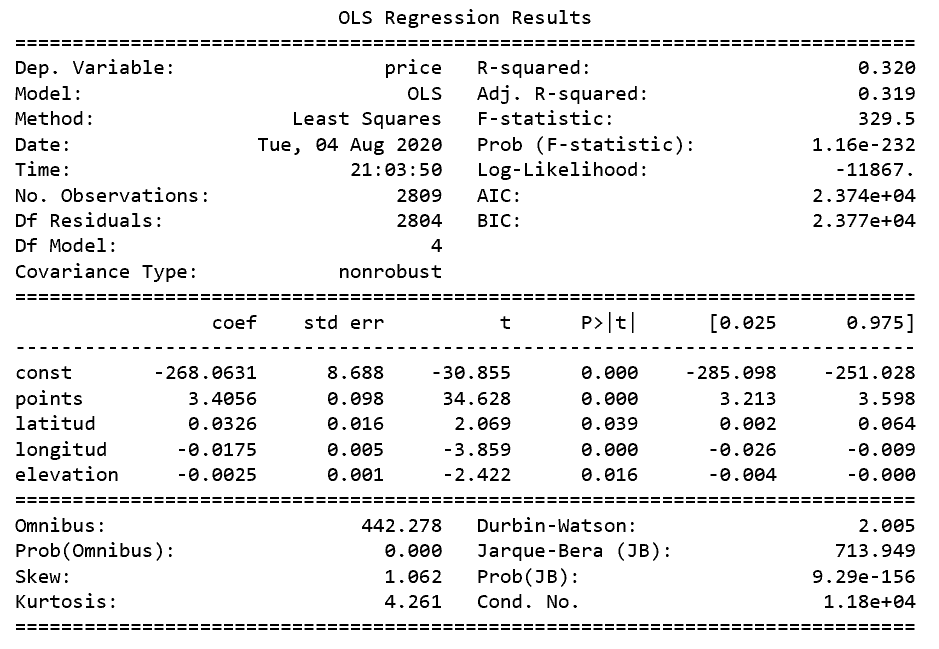 OLS Regression Results
==============================================================================
Dep. Variable: price R-squared: 0.320
Model: OLS Adj. R-squared: 0.319
Method: Least Squares F-statistic: 329.5
Date: Tue, 04 Aug 2020 Prob (F-statistic): 1.16e-232
Time: 21:03:50 Log-Likelihood: -11867.
No. Observations: 2809 AIC: 2.374e+04
Df Residuals: 2804 BIC: 2.377e+04
Df Model: 4
Covariance Type: nonrobust
==============================================================================
coef std err t P>|t| [0.025 0.975]
------------------------------------------------------------------------------
const -268.0631 8.688 -30.855 0.000 -285.098 -251.028
points 3.4056 0.098 34.628 0.000 3.213 3.598
latitud 0.0326 0.016 2.069 0.039 0.002 0.064
longitud -0.0175 0.005 -3.859 0.000 -0.026 -0.009
elevation -0.0025 0.001 -2.422 0.016 -0.004 -0.000
==============================================================================
Omnibus: 442.278 Durbin-Watson: 2.005
Prob(Omnibus): 0.000 Jarque-Bera (JB): 713.949
Skew: 1.062 Prob(JB): 9.29e-156
Kurtosis: 4.261 Cond. No. 1.18e+04
==============================================================================